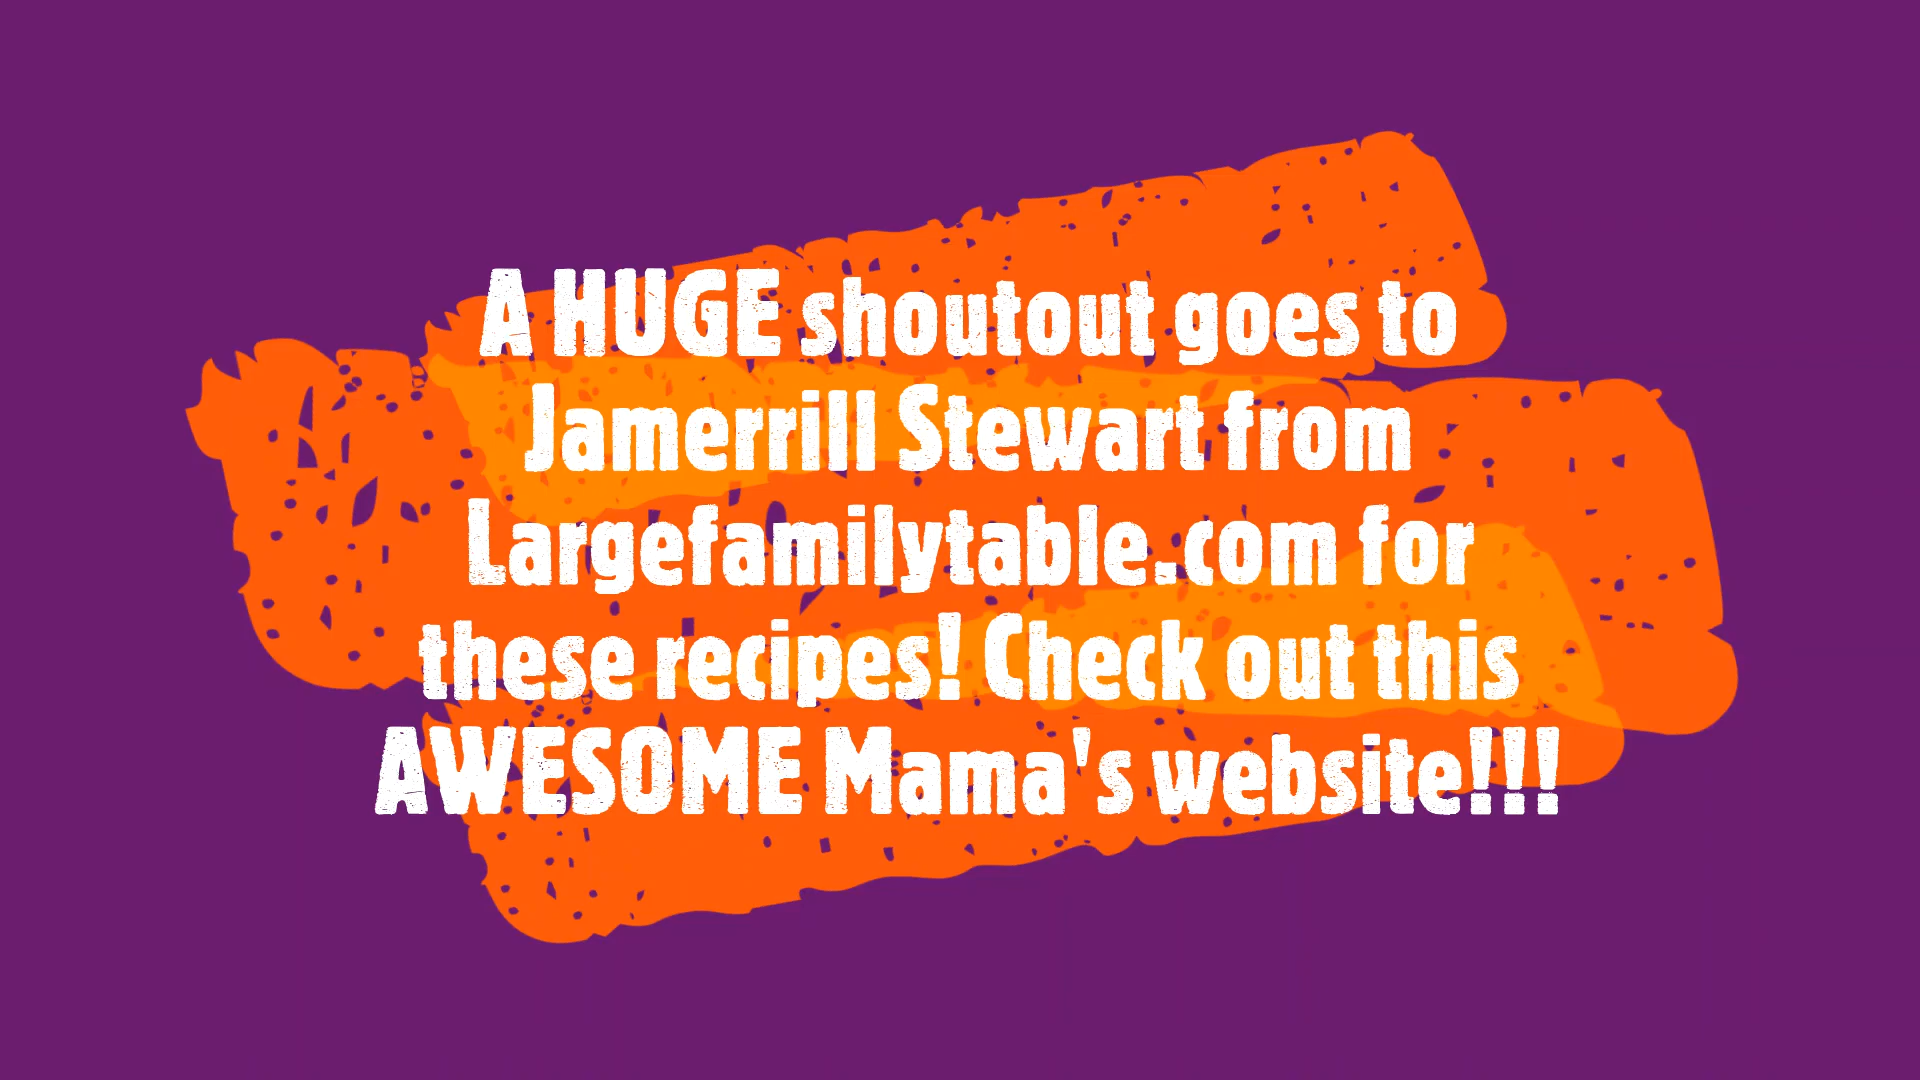 A HUGE shoutout goes to
Jamerrill Stewart from
Largefamilytable.com for
these recipes! Check out this
AWESOME Mama's website!!!